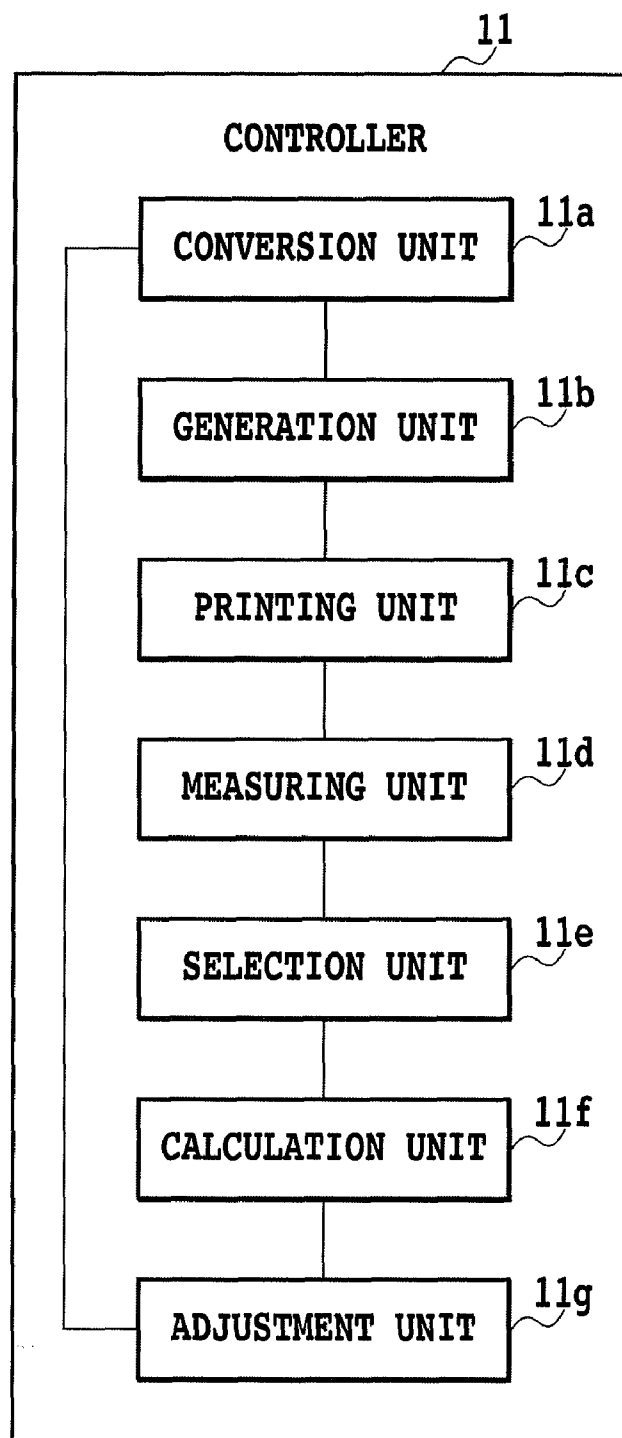 11
CONTROLLER
11a
CONVERSION UNIT
11b
GENERATION UNIT
11c
PRINTING UNIT
11d
MEASURING UNIT
11e
SELECTION UNIT
11f
CALCULATION UNIT
11g
ADJUSTMENT UNIT